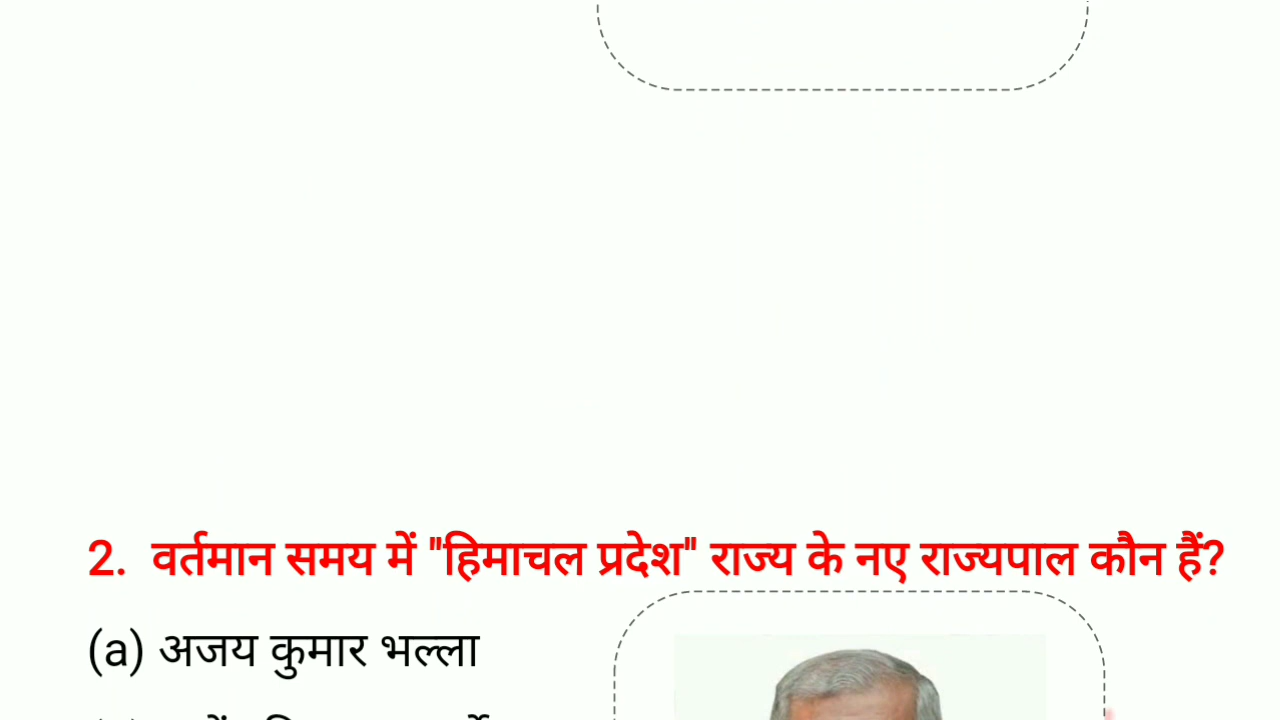 2. वर्तमान समय में "हिमाचल प्रदेश" राज्य के नए राज्यपाल कौन हैं?
(a) अजय कुमार भल्ला